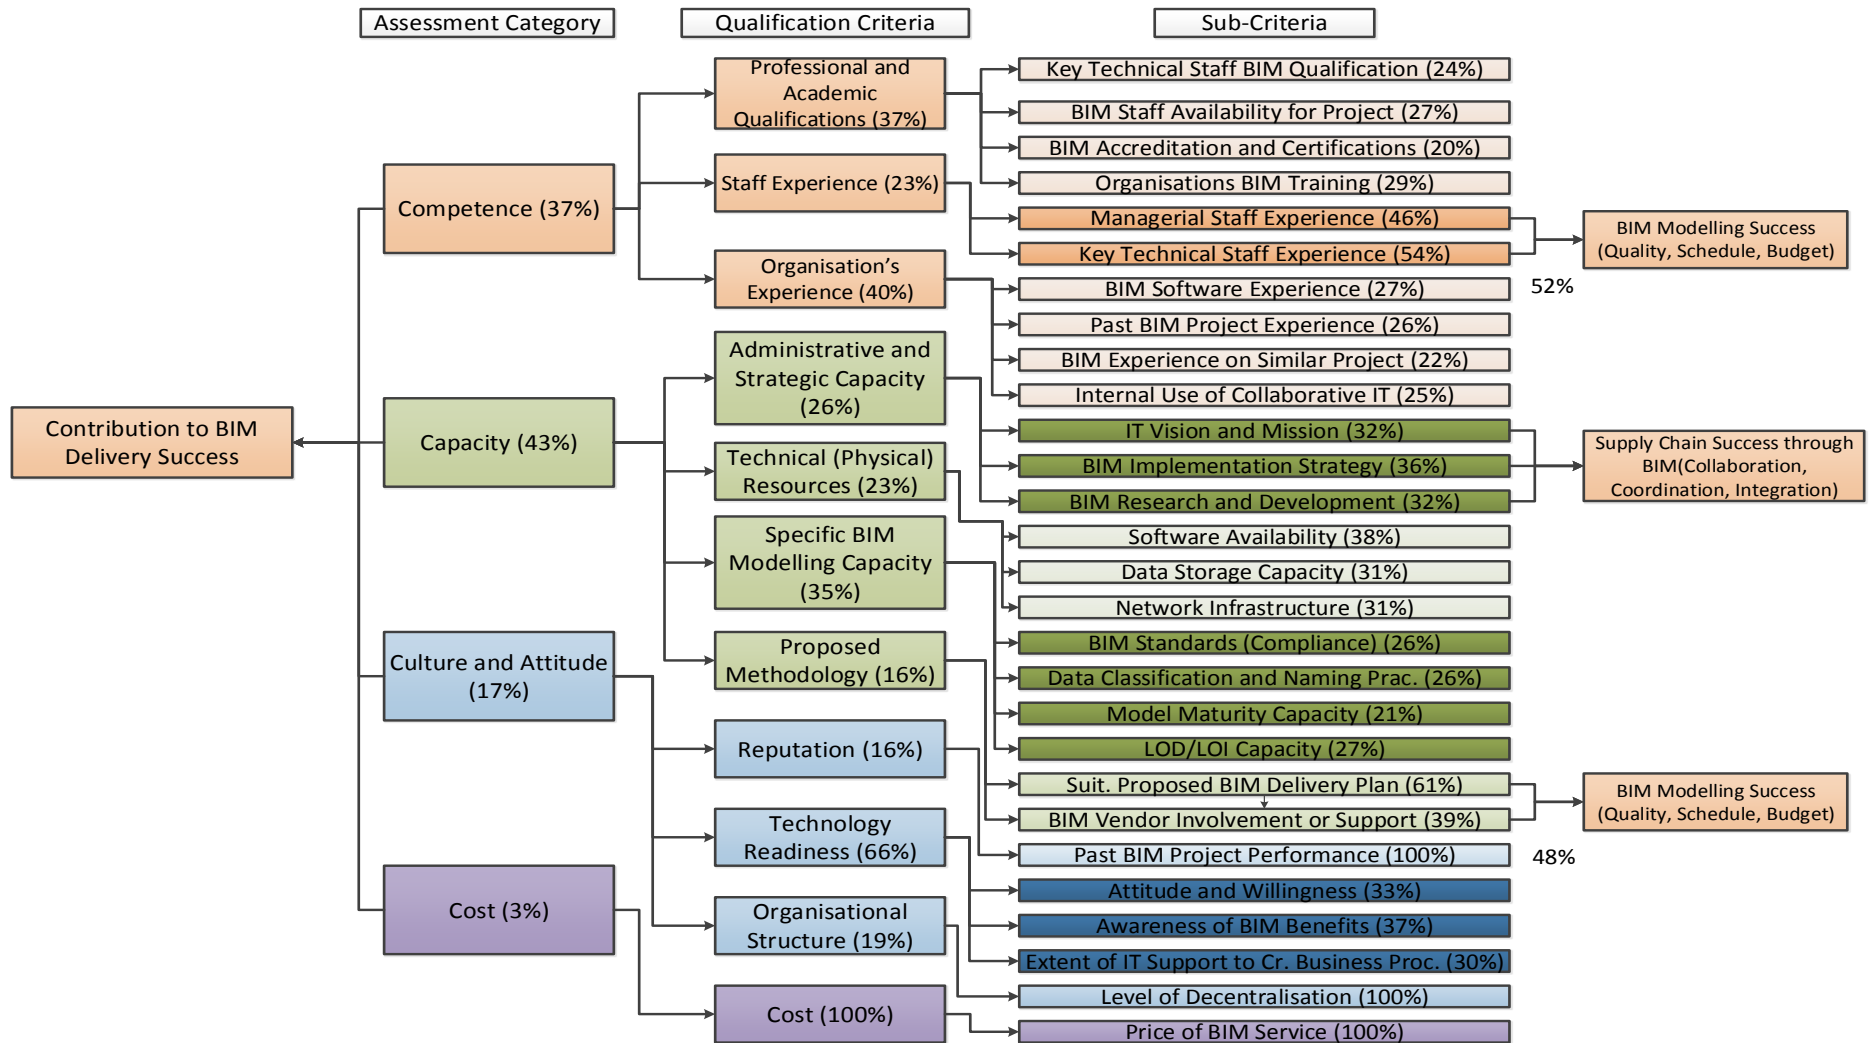 Assessment Category
Qualification Criteria
Sub-Criteria
Contribution to BIM
Delivery Success
Competence (37%)
Capacity (43%)
Culture and Attitude
(17%)
Cost (3%)
Professional and
Academic
Qualifications (37%)
Staff Experience (23%)
Organisation's
Experience (40%)
Administrative and
Strategic Capacity
(26%)
Technical (Physical)
Resources (23%)
Specific BIM
Modelling Capacity
(35%)
Proposed
Methodology (16%)
Reputation (16%)
Technology
Readiness (66%)
Organisational
Structure (19%)
Cost (100%)
Key Technical Staff BIM Qualification (24%)
BIM Staff Availability for Project (27%)
BIM Accreditation and Certifications (20%)
Organisations BIM Training (29%)
Managerial Staff Experience (46%)
Key Technical Staff Experience (54%)
BIM Software Experience (27%)
Past BIM Project Experience (26%)
BIM Experience on Similar Project (22%)
Internal Use of Collaborative IT (25%)
IT Vision and Mission (32%)
BIM Implementation Strategy (36%)
BIM Research and Development (32%)
Software Availability (38%)
Data Storage Capacity (31%)
Network Infrastructure (31%)
BIM Standards (Compliance) (26%)
Data Classification and Naming Prac. (26%)
Model Maturity Capacity (21%)
LOD/LOI Capacity (27%)
Suit. Proposed BIM Delivery Plan (61%)
BIM Vendor Involvement or Support (39%)
Past BIM Project Performance (100%)
Attitude and Willingness (33%)
Awareness of BIM Benefits (37%)
Extent of IT Support to Cr. Business Proc. (30%)
Level of Decentralisation (100%)
Price of BIM Service (100%)
BIM Modelling Success
(Quality, Schedule, Budget)
52%
Supply Chain Success through
BIM(Collaboration,
Coordination, Integration)
BIM Modelling Success
(Quality, Schedule, Budget)
48%